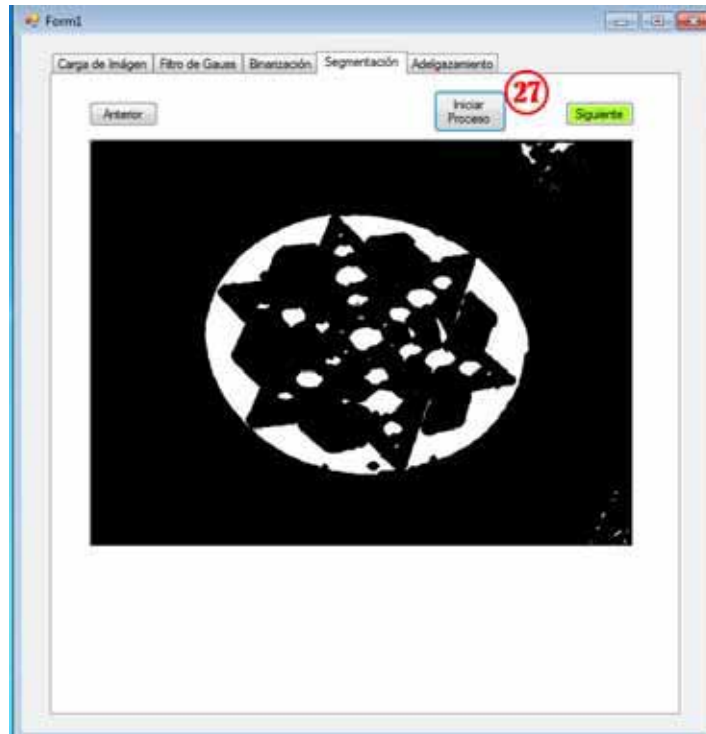 Form1
Carga de Imágen Filtro de Gauss Binarización Segmentación Adelgazamiento
Anterior
Iniciar
Proceso
27
Siguiente